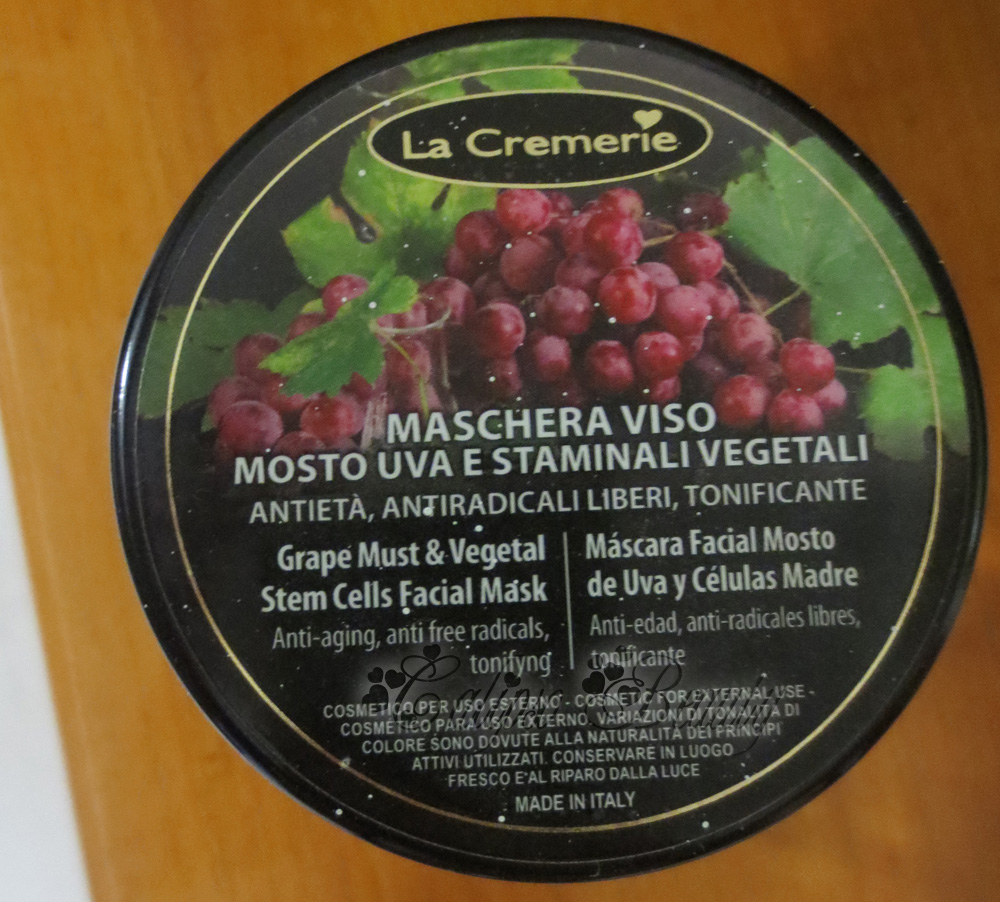 La Cremerie
MASCHERA VISO
MOSTO UVA E STAMINALI VEGETALI
ANTIETÀ, ANTIRADICALI LIBERI, TONIFICANTE
Grape Must & Vegetal
Stem Cells Facial Mask
Anti-aging, anti free radicals,
tonifyng
Máscara Facial Mosto
de Uva y Células Madre
Anti-edad, anti-radicales libres,
tonificante
Calipso Beauty
COSMETICO PER USO ESTERNO - COSMETIC FOR EXTERNAL USE -
COSMÉTICO PARA USO EXTERNO. VARIAZIONI DI TONALITÀ DI
COLORE SONO DOVUTE ALLA NATURALITÀ DEI PRINCIPI
ATTIVI UTILIZZATI. CONSERVARE IN LUOGO
FRESCO E AL RIPARO DALLA LUCE
MADE IN ITALY